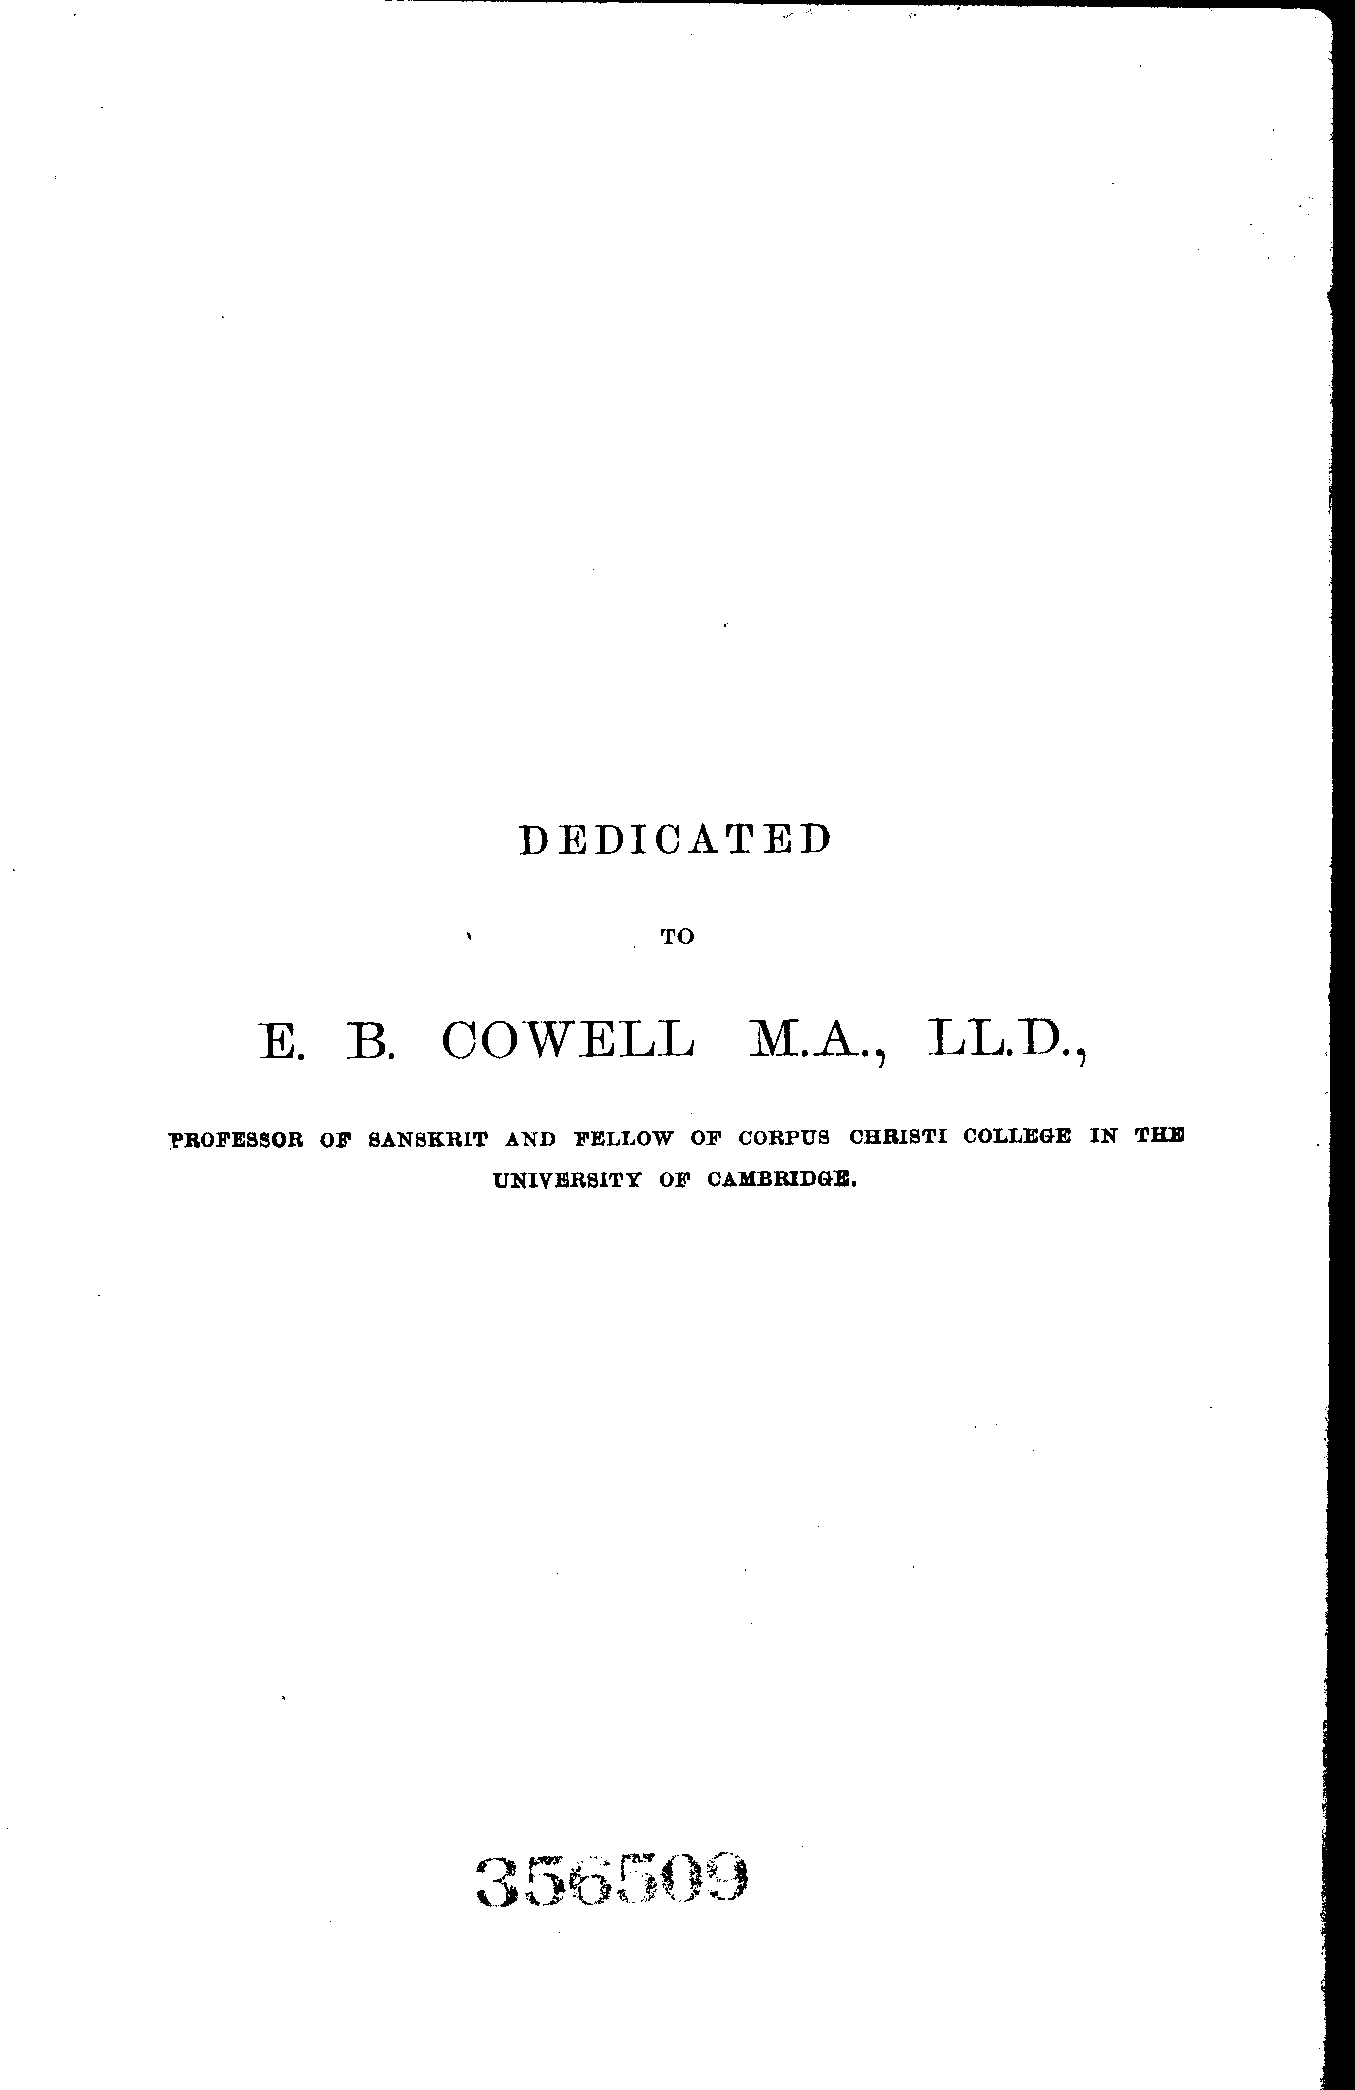 DEDICATED
TO
E. B. COWELL M.A., LL.D.,
PROFESSOR OF SANSKRIT AND FELLOW OF CORPUS CHRISTI COLLEGE IN THE
UNIVERSITY OF CAMBRIDGE.
356509